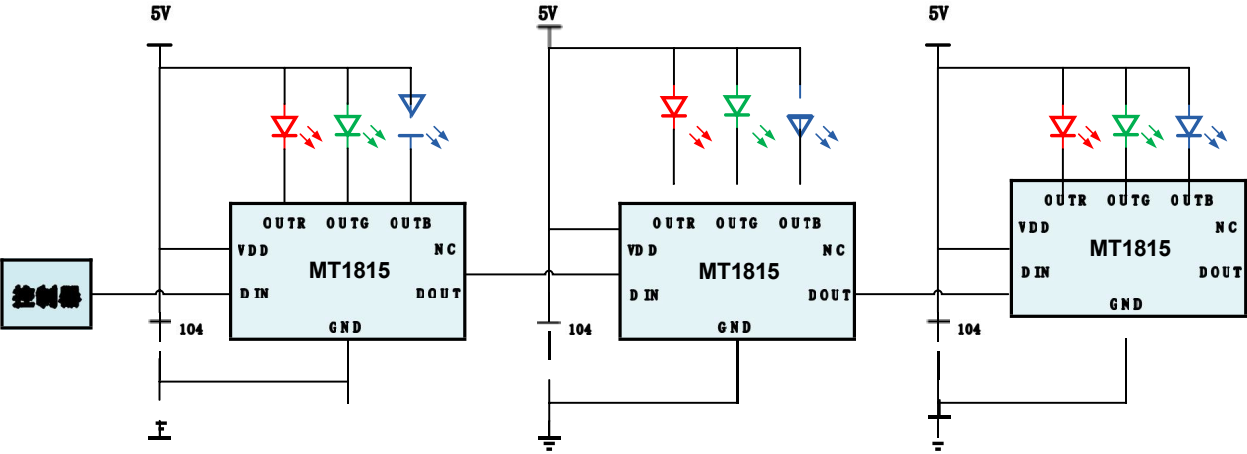 5V 5V 5V
OUTR OUTG OUTB OUTR OUTG OUTB OUTR OUTG OUTB
VDD NC VDD NC VDD NC
MT1815 MT1815 MT1815
控制器 DIN DOUT DIN DOUT DIN DOUT
GND GND GND
104 104 104